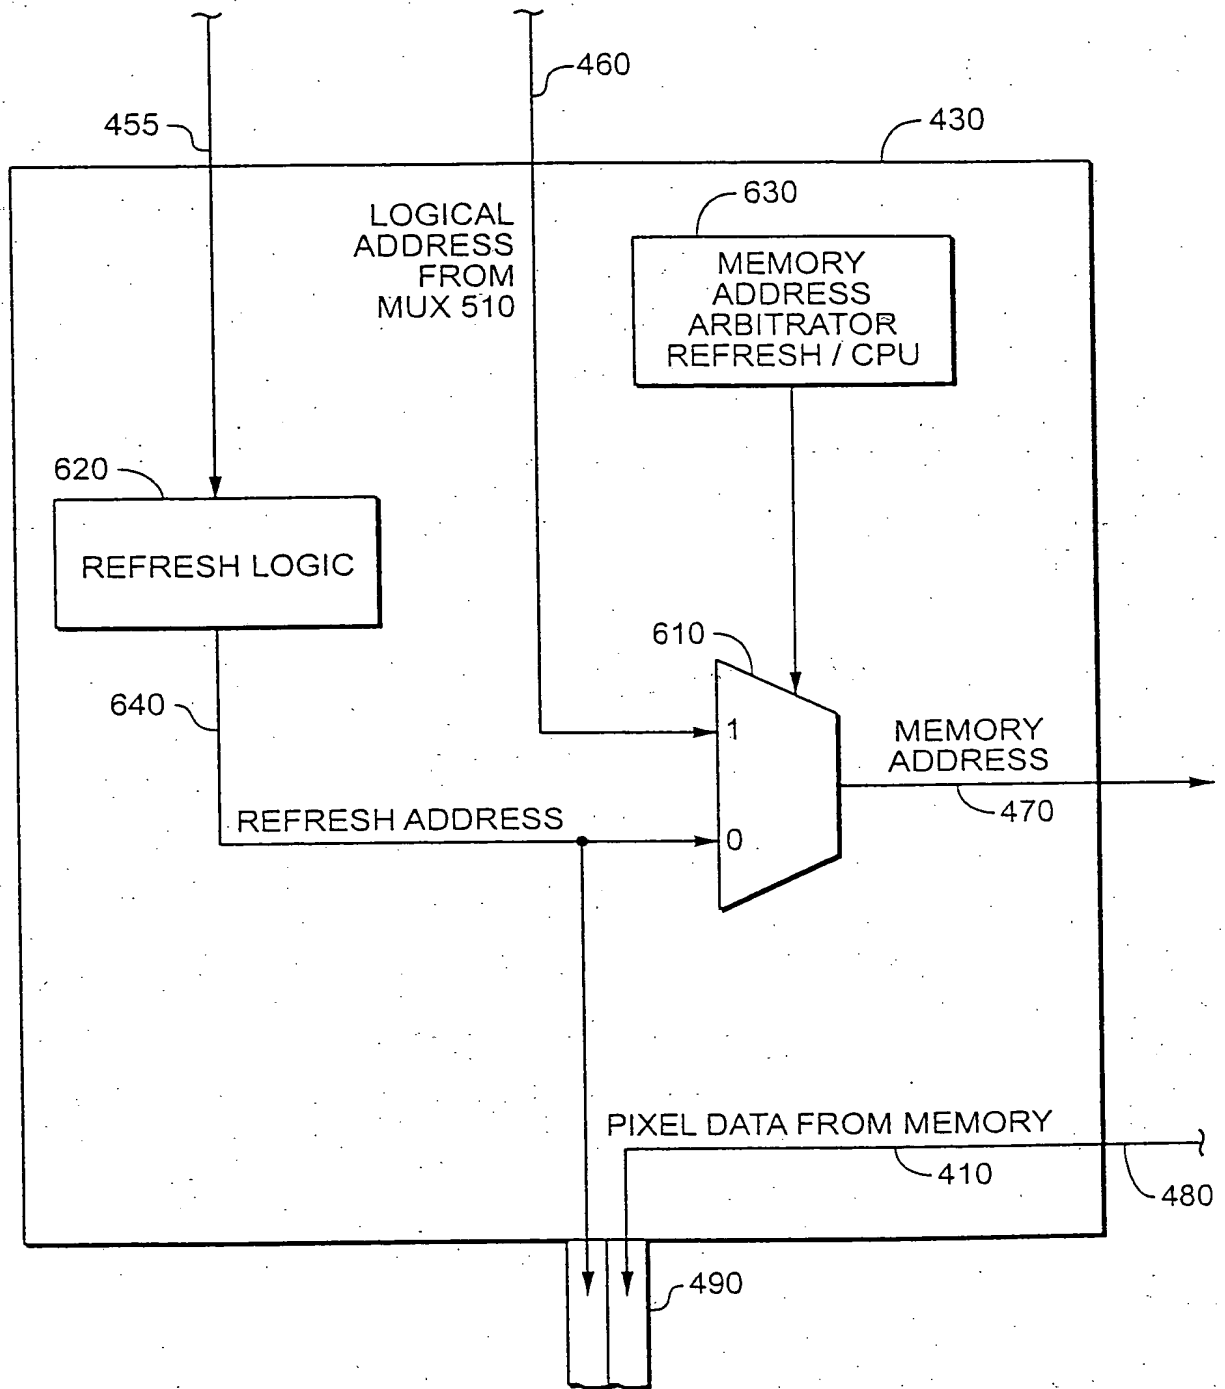 460
455
430
630
LOGICAL
ADDRESS
FROM
MUX 510
MEMORY
ADDRESS
ARBITRATOR
REFRESH / CPU
620
REFRESH LOGIC
610
640
1
MEMORY
ADDRESS
470
REFRESH ADDRESS
0
PIXEL DATA FROM MEMORY
410
480
490